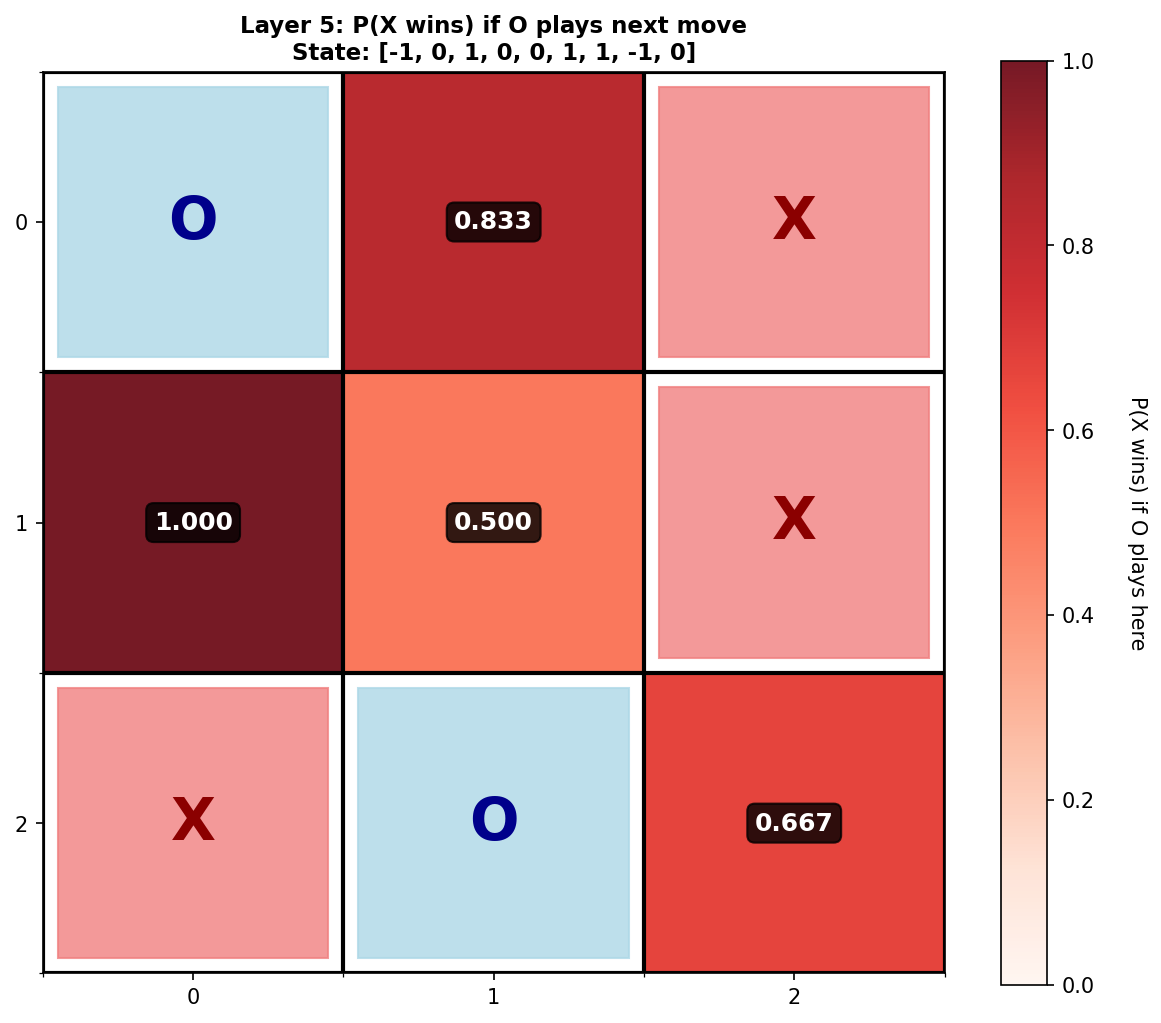 Layer 5: P(X wins) if O plays next move
State: [-1, 0, 1, 0, 0, 1, 1, -1, 0]
0
O
0.833
X
1
1.000
0.500
X
2
X
O
0.667
0
1
2
1.0
0.8
0.6
0.4
0.2
0.0
P(X wins) if O plays here